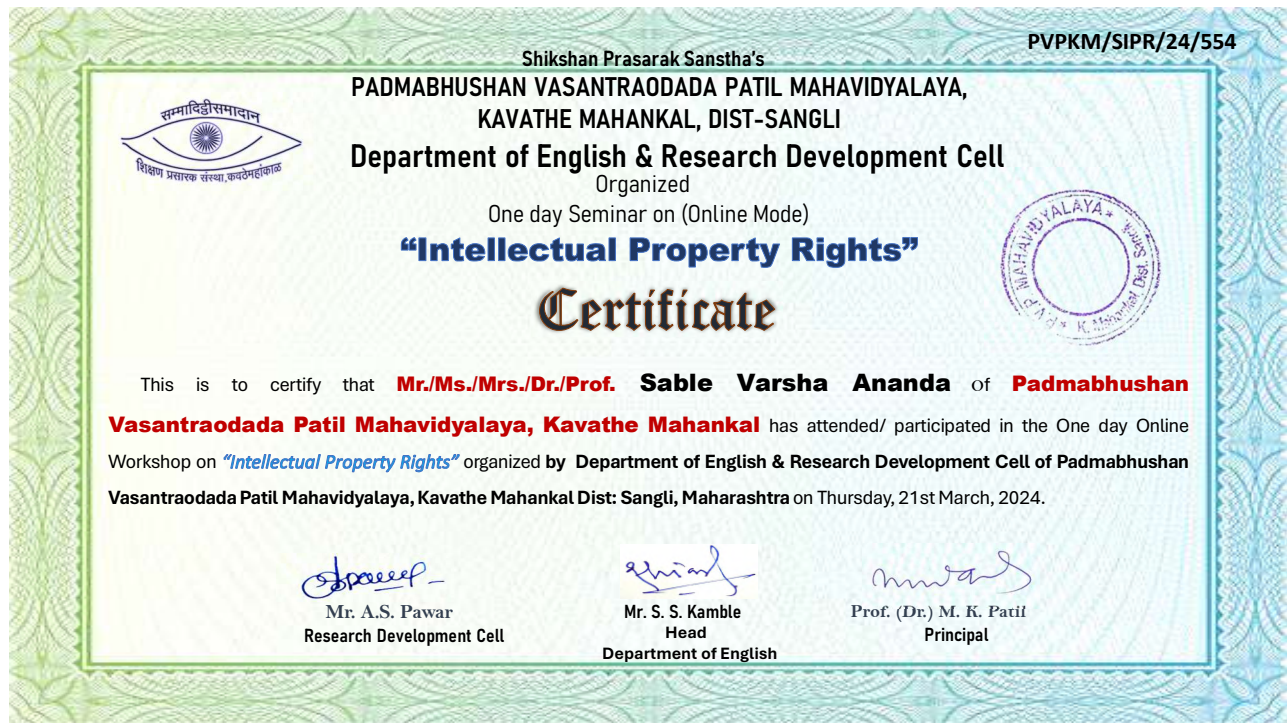 PVPKM/SIPR/24/554
Shikshan Prasarak Sanstha's
PADMABHUSHAN VASANTRAODADA PATIL MAHAVIDYALAYA,
KAVATHE MAHANKAL, DIST-SANGLI
सम्मादिट्ठीसमादान
शिक्षण प्रसारक संस्था,कवठेमहांकाळ
Department of English & Research Development Cell
Organized
One day Seminar on (Online Mode)
“Intellectual Property Rights”
P.V.P. MAHAVIDYALAYA * K. Mahankal, Dist. Sangli *
Certificate
This is to certify that Mr./Ms./Mrs./Dr./Prof. Sable Varsha Ananda of Padmabhushan
Vasantraodada Patil Mahavidyalaya, Kavathe Mahankal has attended/ participated in the One day Online
Workshop on “Intellectual Property Rights” organized by Department of English & Research Development Cell of Padmabhushan
Vasantraodada Patil Mahavidyalaya, Kavathe Mahankal Dist: Sangli, Maharashtra on Thursday, 21st March, 2024.
Mr. A.S. Pawar
Research Development Cell
Mr. S. S. Kamble
Head
Department of English
Prof. (Dr.) M. K. Patil
Principal